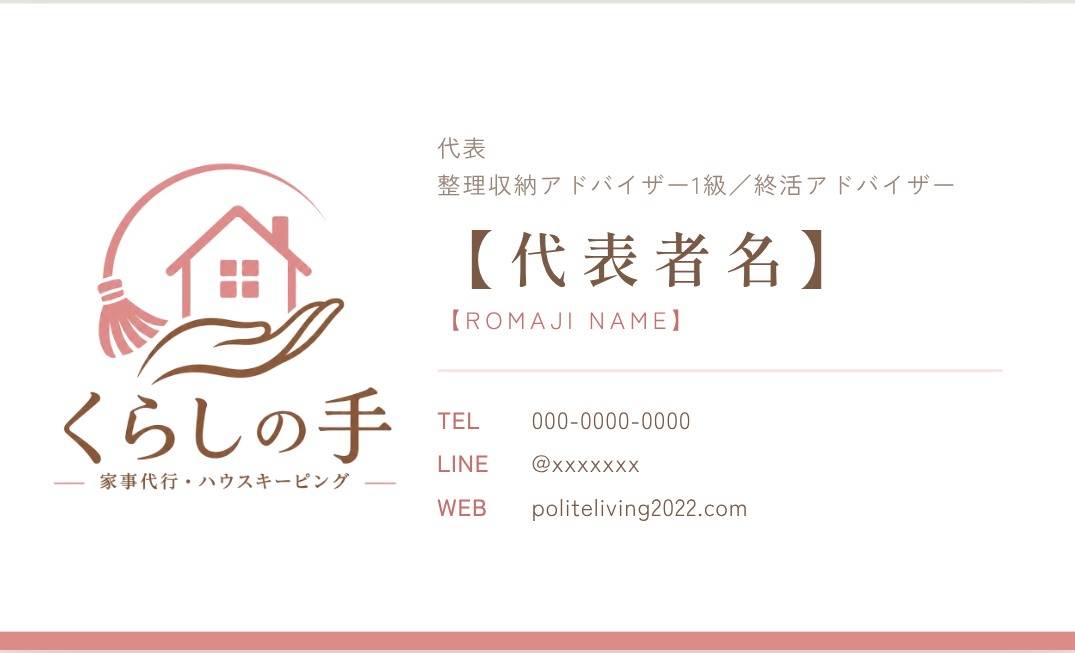 くらしの手
家事代行・ハウスキーピング
代表
整理収納アドバイザー1級／終活アドバイザー
【代表者名】
【ROMAJI NAME】
TEL 000-0000-0000
LINE @xxxxxxx
WEB politeliving2022.com